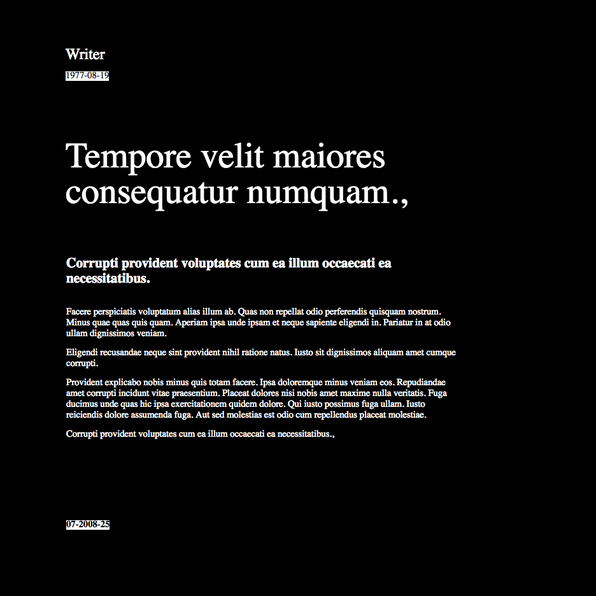 Writer
1977-08-19
Tempore velit maiores
consequatur numquam.,
Corrupti provident voluptates cum ea illum occaecati ea
necessitatibus.
Facere perspiciatis voluptatum alias illum ab. Quas non repellat odio perferendis quisquam nostrum.
Minus quae quas quis quam. Aperiam ipsa unde ipsam et neque sapiente eligendi in. Pariatur in at odio
ullam dignissimos veniam.
Eligendi recusandae neque sint provident nihil ratione natus. Iusto sit dignissimos aliquam amet cumque
corrupti.
Provident explicabo nobis minus quis totam facere. Ipsa doloremque minus veniam eos. Repudiandae
amet corrupti incidunt vitae praesentium. Placeat dolores nisi nobis amet maxime nulla veritatis. Fuga
ducimus unde quas hic ipsa exercitationem quidem dolore. Qui iusto possimus fuga ullam. Iusto
reiciendis dolore assumenda fuga. Aut sed molestias est odio cum repellendus placeat molestiae.
Corrupti provident voluptates cum ea illum occaecati ea necessitatibus.,
07-2008-25